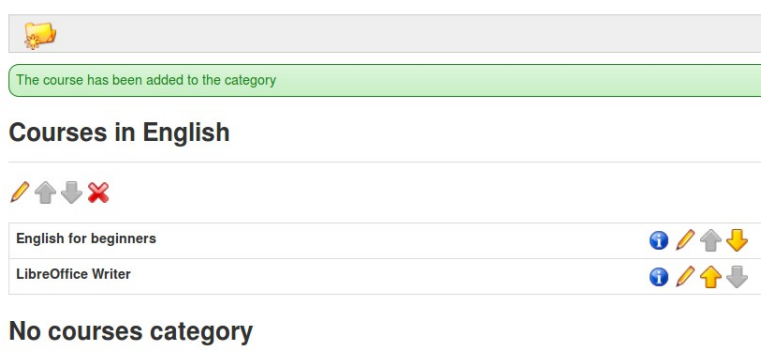 The course has been added to the category
Courses in English
English for beginners
LibreOffice Writer
No courses category